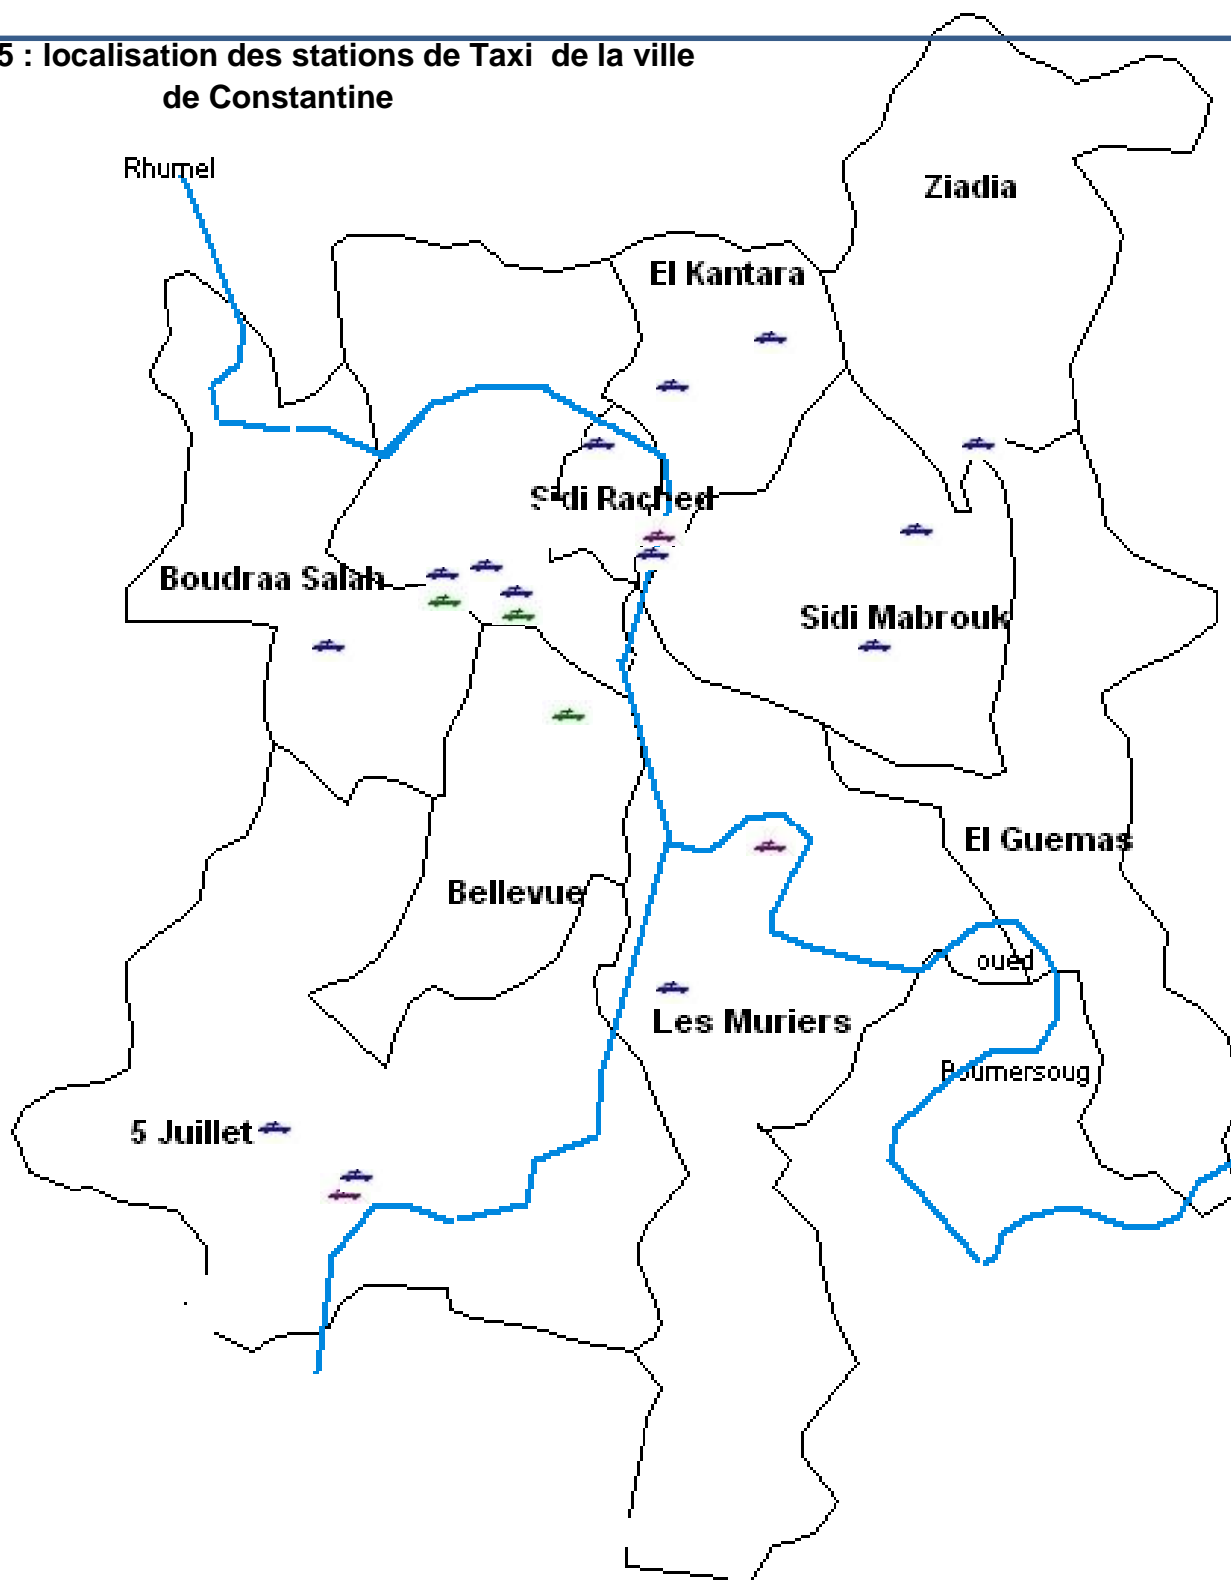 5 : localisation des stations de Taxi de la ville
de Constantine
Rhumel
Ziadia
El Kantara
Sidi Rached
Boudraa Salah
Sidi Mabrouk
El Guemas
Bellevue
oued
Les Muriers
Boumersoug
5 Juillet